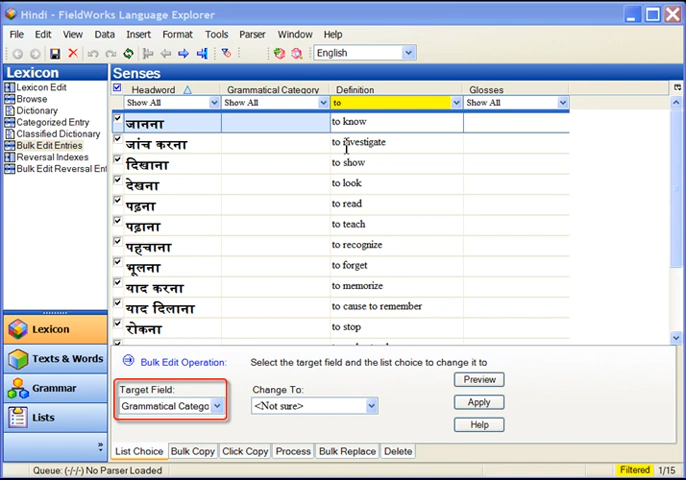 Hindi - FieldWorks Language Explorer
File Edit View Data Insert Format Tools Parser Window Help
English
Lexicon
Senses
Lexicon Edit
Browse
Dictionary
Categorized Entry
Classified Dictionary
Bulk Edit Entries
Reversal Indexes
Bulk Edit Reversal Ent
Headword Grammatical Category Definition Glosses
Show All Show All to Show All
जानना to know
जांच करना to investigate
दिखाना to show
देखना to look
पढ़ना to read
पढ़ाना to teach
पहचाना to recognize
भूलना to forget
याद करना to memorize
याद दिलाना to cause to remember
रोकना to stop
Lexicon
Texts & Words
Grammar
Lists
Bulk Edit Operation: Select the target field and the list choice to change it to
Target Field: Change To:
Grammatical Catego <Not sure>
Preview
Apply
Help
List Choice Bulk Copy Click Copy Process Bulk Replace Delete
Queue: (-/-/-) No Parser Loaded Filtered 1/15